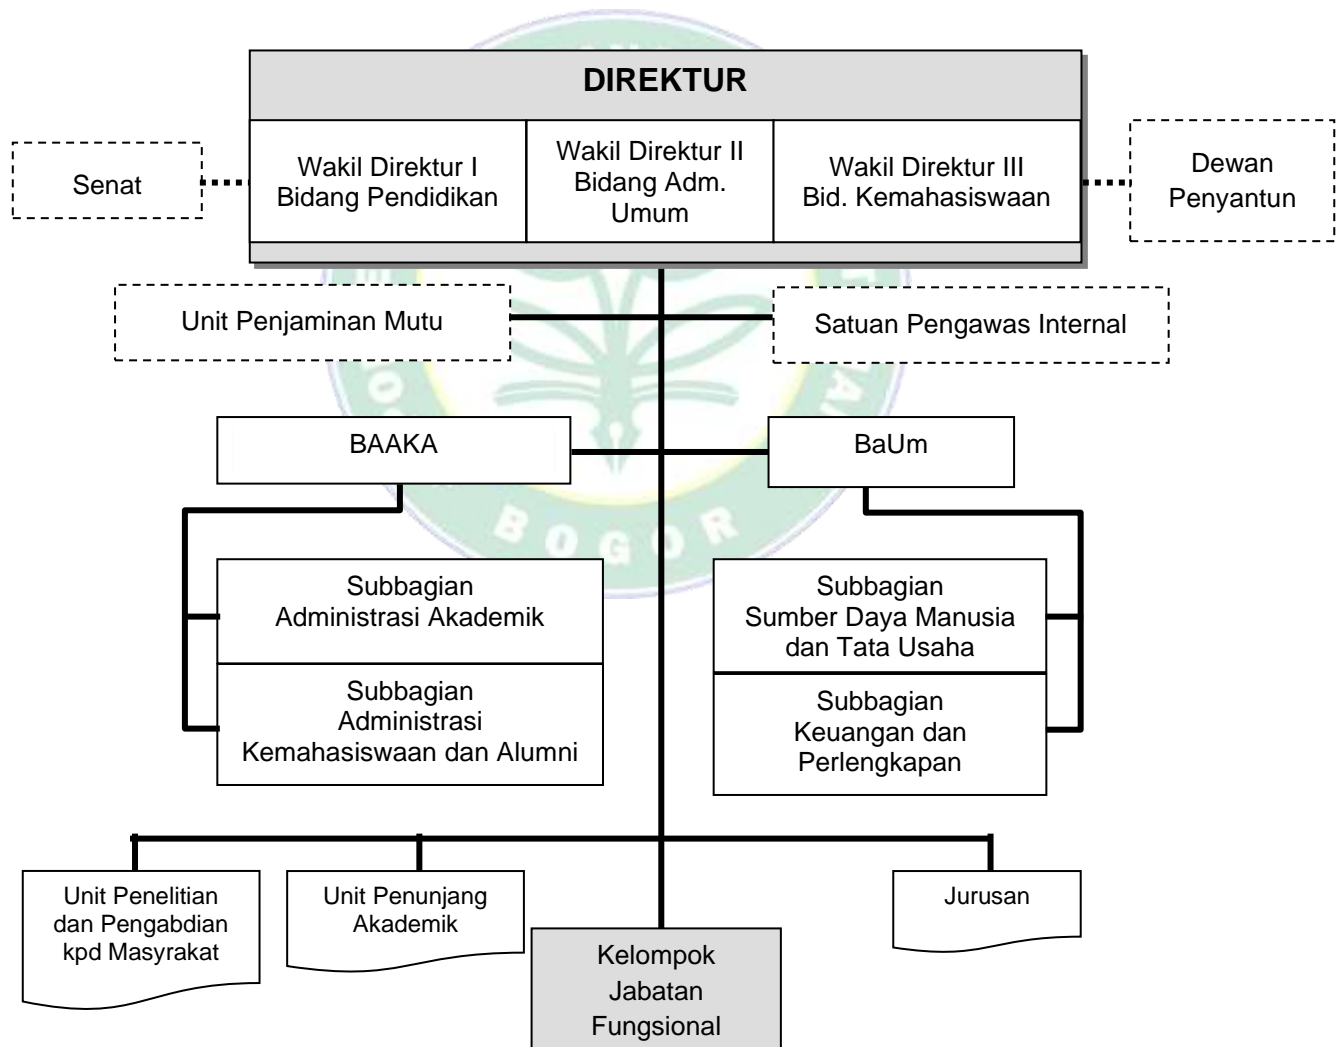 DIREKTUR
Senat
Wakil Direktur I
Bidang Pendidikan
Wakil Direktur II
Bidang Adm.
Umum
Wakil Direktur III
Bid. Kemahasiswaan
Dewan
Penyantun
Unit Penjaminan Mutu
Satuan Pengawas Internal
BAAKA
BaUm
BOGOR
Subbagian
Administrasi Akademik
Subbagian
Administrasi
Kemahasiswaan dan Alumni
Subbagian
Sumber Daya Manusia
dan Tata Usaha
Subbagian
Keuangan dan
Perlengkapan
Unit Penelitian
dan Pengabdian
kpd Masyrakat
Unit Penunjang
Akademik
Kelompok
Jabatan
Fungsional
Jurusan